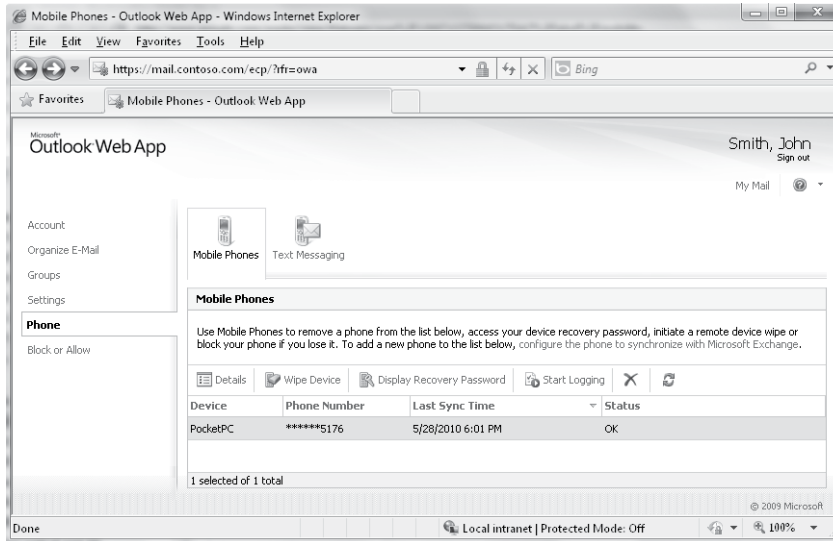 Mobile Phones - Outlook Web App - Windows Internet Explorer
File Edit View Favorites Tools Help
https://mail.contoso.com/ecp/?rfr=owa
Bing
Favorites
Mobile Phones - Outlook Web App
Microsoft
Outlook Web App
Smith, John
Sign out
My Mail
Account
Organize E-Mail
Groups
Settings
Phone
Block or Allow
Mobile Phones
Text Messaging
Mobile Phones
Use Mobile Phones to remove a phone from the list below, access your device recovery password, initiate a remote device wipe or
block your phone if you lose it. To add a new phone to the list below, configure the phone to synchronize with Microsoft Exchange.
Details Wipe Device Display Recovery Password Start Logging
Device Phone Number Last Sync Time Status
PocketPC ******5176 5/28/2010 6:01 PM OK
1 selected of 1 total
© 2009 Microsoft
Done
Local intranet | Protected Mode: Off
100%